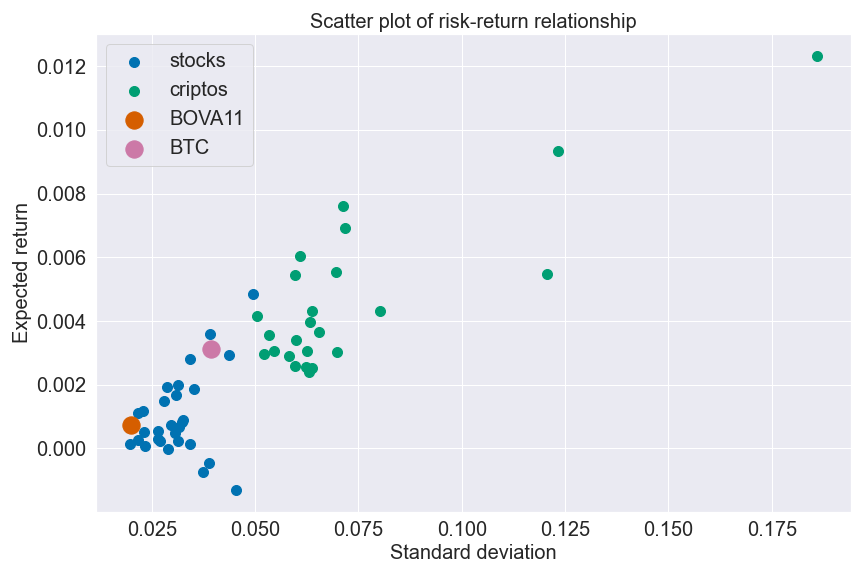 Scatter plot of risk-return relationship
stocks
criptos
BOVA11
BTC
Expected return
0.012
0.010
0.008
0.006
0.004
0.002
0.000
0.025 0.050 0.075 0.100 0.125 0.150 0.175
Standard deviation